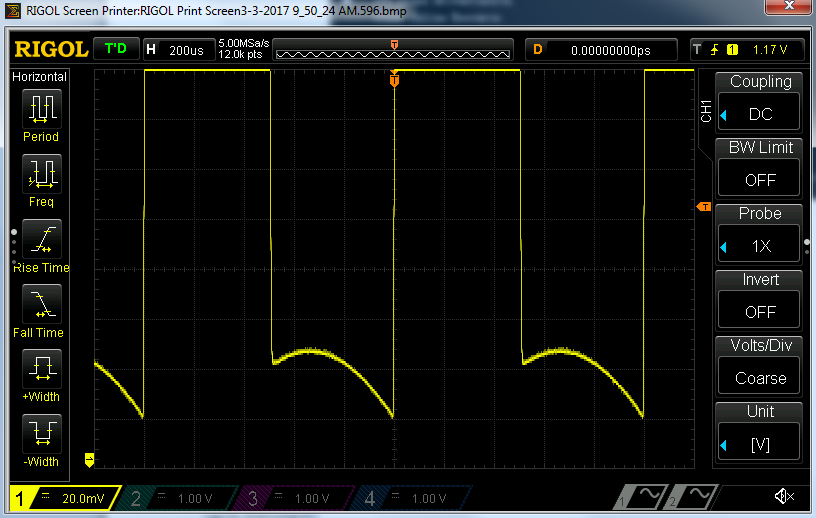 RIGOL Screen Printer:RIGOL Print Screen3-3-2017 9_50_24 AM.596.bmp
RIGOL T'D H 200us 5.00MSa/s 12.0k pts D 0.00000000ps T 1 1.17 V
T
Horizontal
Period
Freq
Rise Time
Fall Time
+Width
-Width
T
T
CH1
Coupling
DC
BW Limit
OFF
Probe
1X
Invert
OFF
Volts/Div
Coarse
Unit
[V]
1 20.0mV 2 1.00 V 3 1.00 V 4 1.00 V 1 2